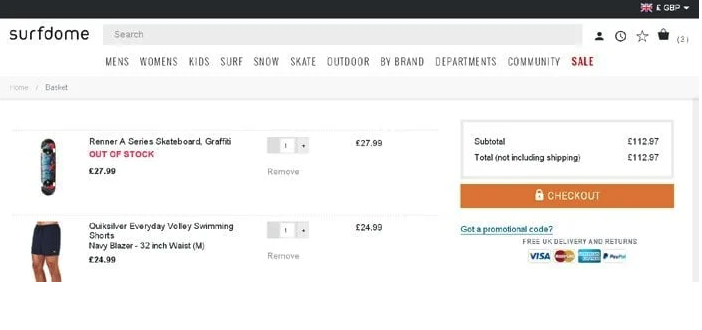 £ GBP
surfdome
Search
MENS WOMENS KIDS SURF SNOW SKATE OUTDOOR BY BRAND DEPARTMENTS COMMUNITY SALE
Home / Basket
Renner A Series Skateboard, Graffiti
OUT OF STOCK
£27.99
1 +
Remove
£27.99
Quiksilver Everyday Volley Swimming
Shorts
Navy Blazer - 32 inch Waist (M)
£24.99
1 +
Remove
£24.99
Subtotal £112.97
Total (not including shipping) £112.97
CHECKOUT
Got a promotional code?
FREE UK DELIVERY AND RETURNS
VISA PayPal